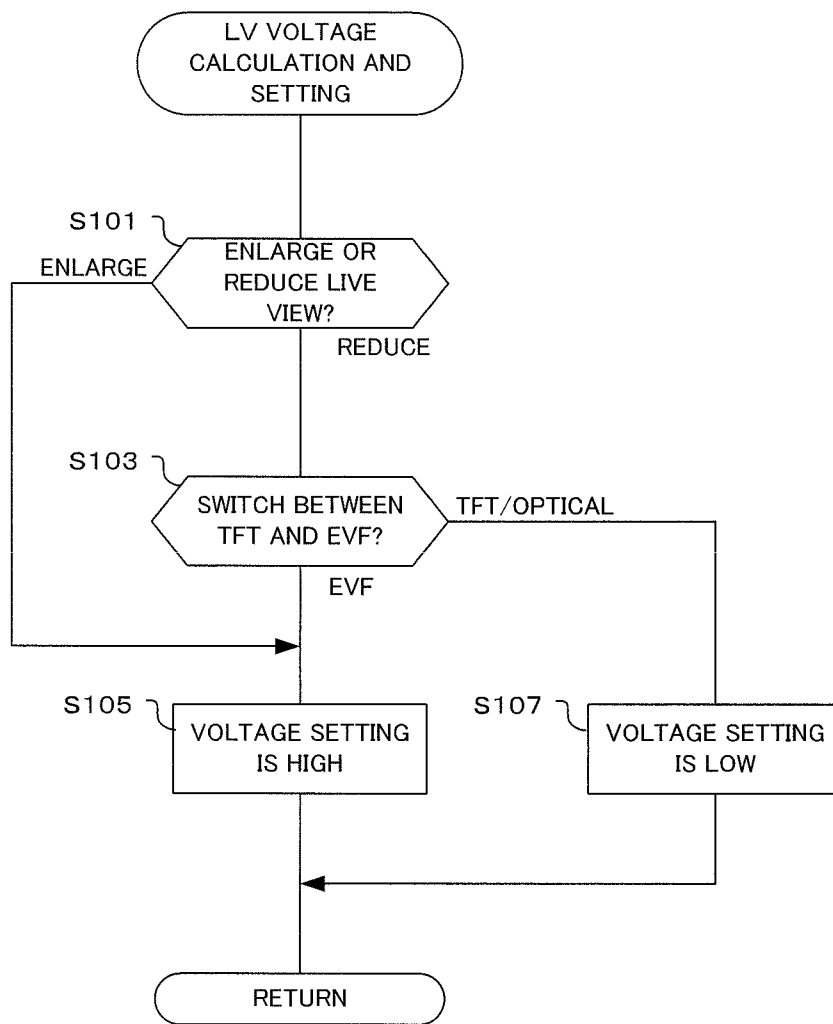 LV VOLTAGE
CALCULATION AND
SETTING
S101
ENLARGE
ENLARGE OR
REDUCE LIVE
VIEW?
REDUCE
S103
SWITCH BETWEEN
TFT AND EVF?
TFT/OPTICAL
EVF
S105
VOLTAGE SETTING
IS HIGH
S107
VOLTAGE SETTING
IS LOW
RETURN